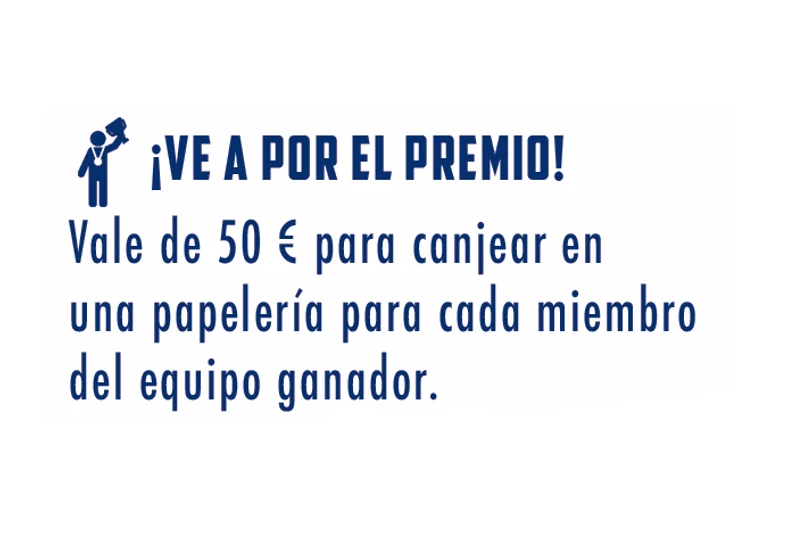 ¡VE A POR EL PREMIO!
Vale de 50 € para canjear en
una papelería para cada miembro
del equipo ganador.